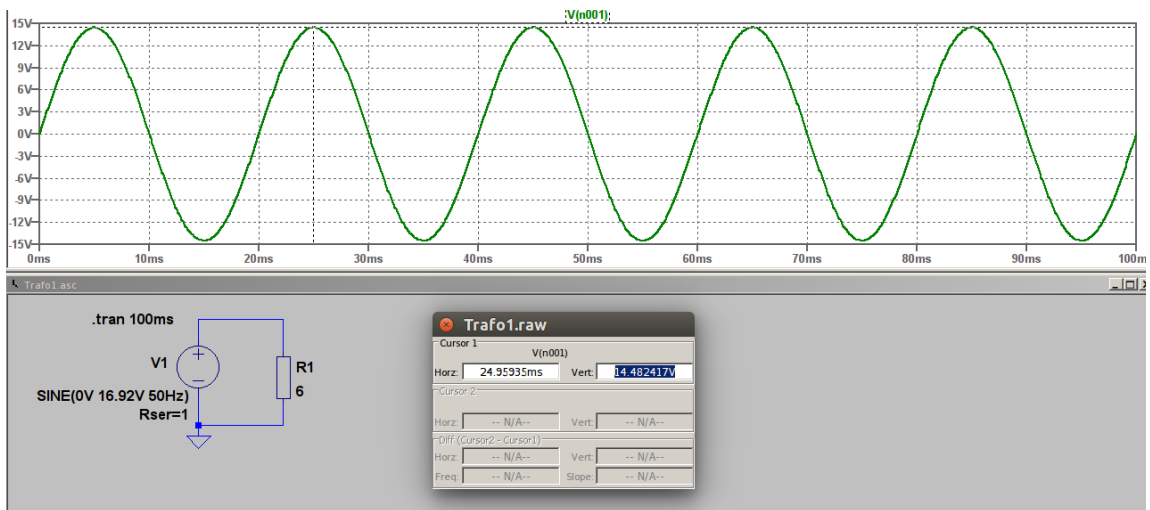 V(n001)
15V
12V
9V
6V
3V
0V
-3V
-6V
-9V
-12V
-15V
0ms 10ms 20ms 30ms 40ms 50ms 60ms 70ms 80ms 90ms 100m
Trafo1.asc
.tran 100ms
V1
SINE(0V 16.92V 50Hz)
Rser=1
R1
6
Trafo1.raw
Cursor 1
V(n001)
Horz: 24.95935ms Vert: 14.482417V
Cursor 2
Horz: -- N/A-- Vert: -- N/A--
Diff (Cursor2 - Cursor1)
Horz: -- N/A-- Vert: -- N/A--
Freq: -- N/A-- Slope: -- N/A--